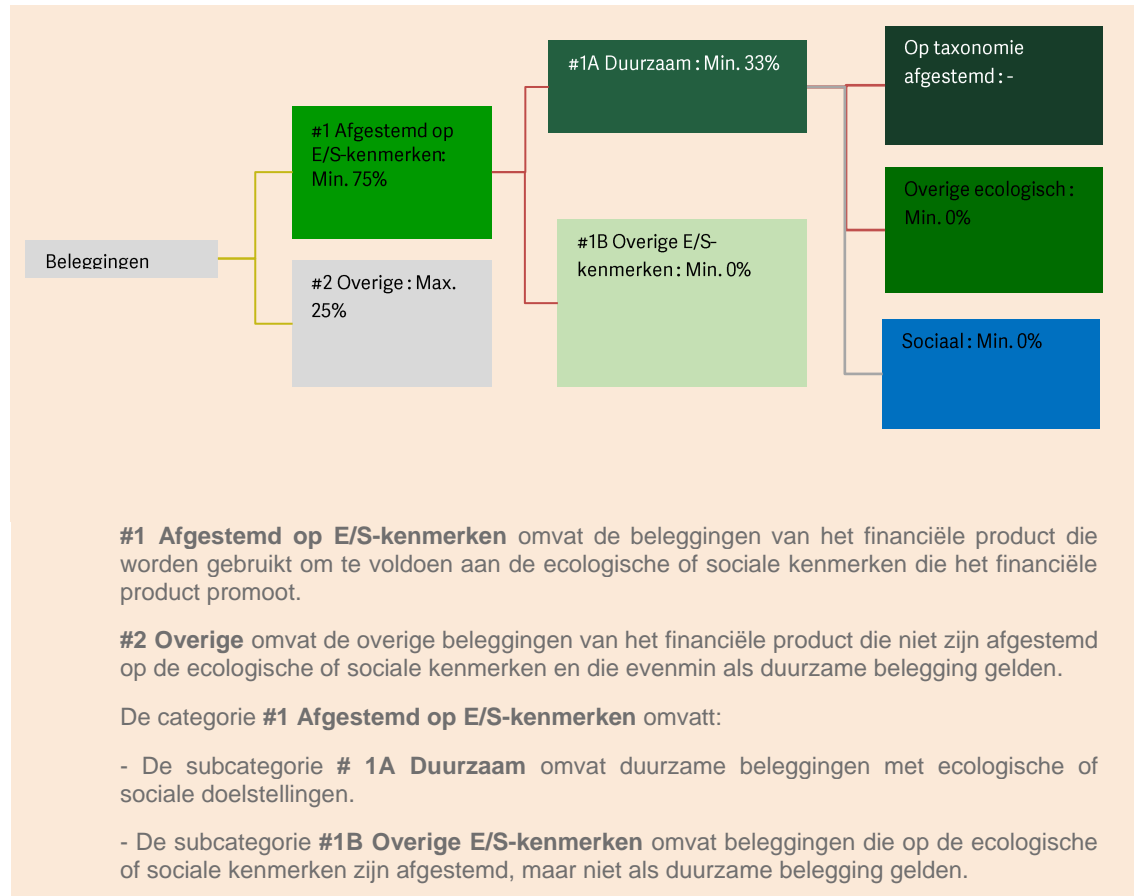 #1A Duurzaam : Min. 33%
Op taxonomie
afgestemd : -
#1 Afgestemd op
E/S-kenmerken:
Min. 75%
Overige ecologisch :
Min. 0%
#1B Overige E/S-
kenmerken : Min. 0%
Beleggingen
#2 Overige : Max.
25%
Sociaal : Min. 0%
#1 Afgestemd op E/S-kenmerken omvat de beleggingen van het financiële product die
worden gebruikt om te voldoen aan de ecologische of sociale kenmerken die het financiële
product promoot.
#2 Overige omvat de overige beleggingen van het financiële product die niet zijn afgestemd
op de ecologische of sociale kenmerken en die evenmin als duurzame belegging gelden.
De categorie #1 Afgestemd op E/S-kenmerken omvatt:
- De subcategorie # 1A Duurzaam omvat duurzame beleggingen met ecologische of
sociale doelstellingen.
- De subcategorie #1B Overige E/S-kenmerken omvat beleggingen die op de ecologische
of sociale kenmerken zijn afgestemd, maar niet als duurzame belegging gelden.